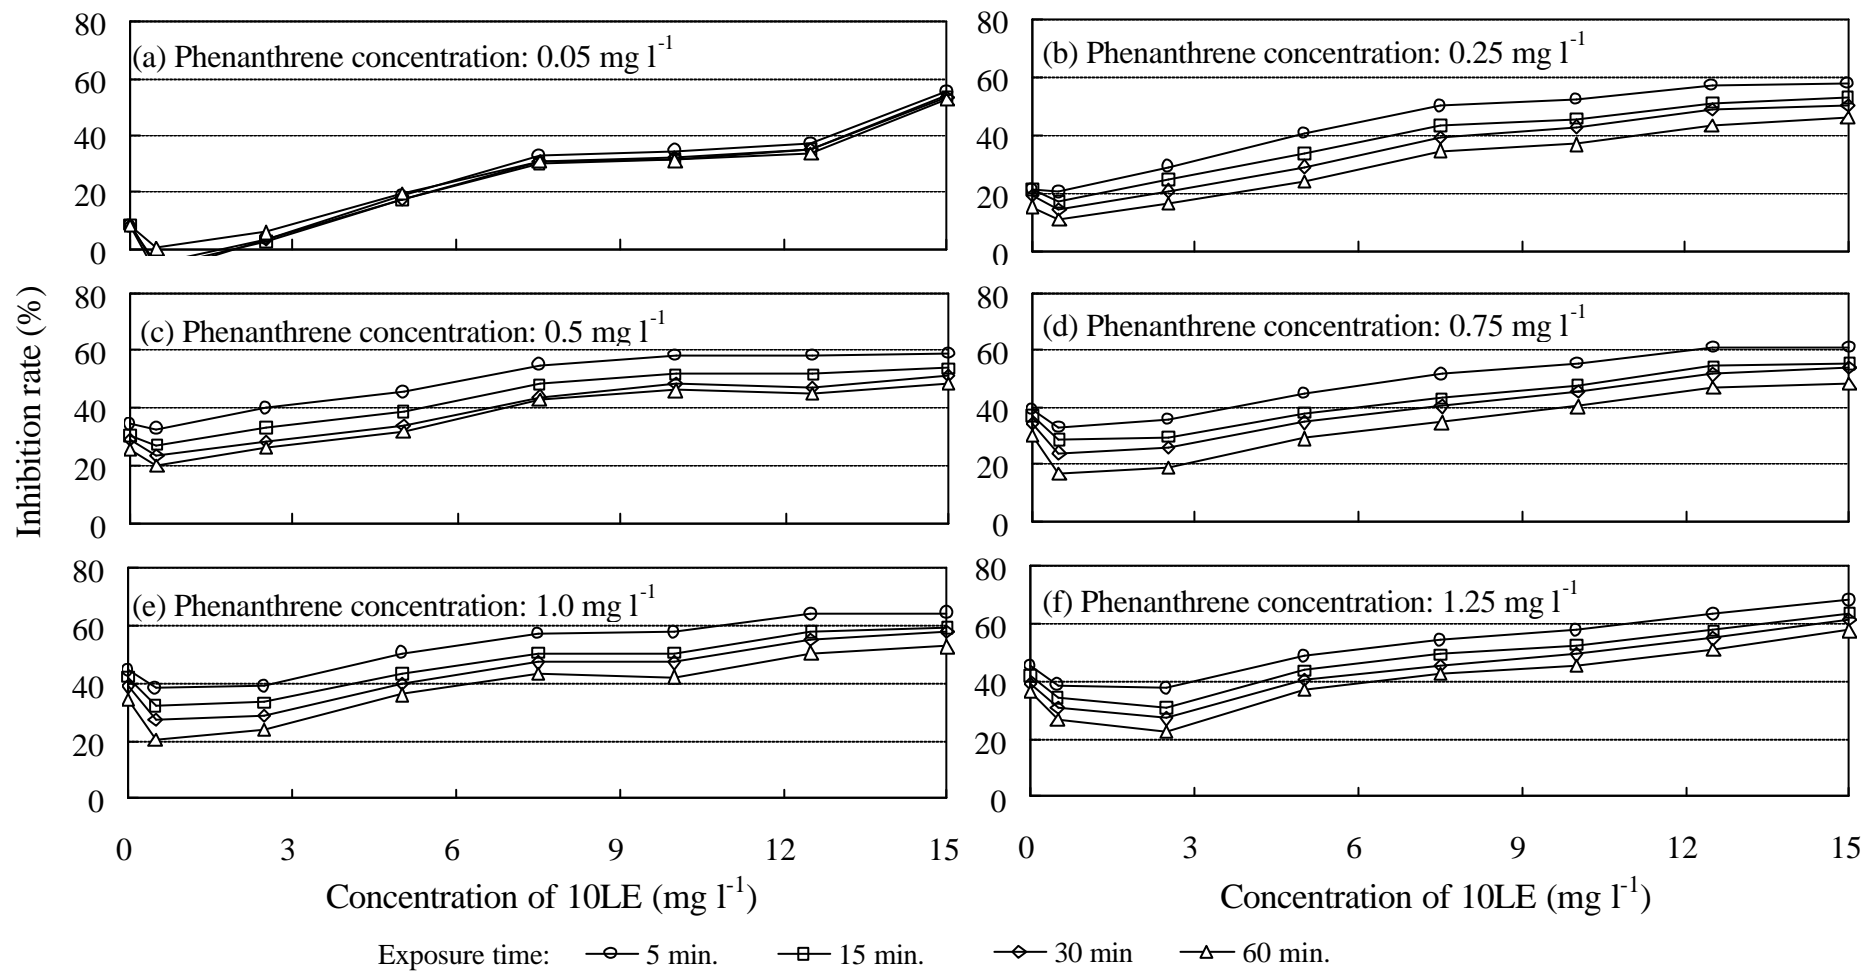 80
60
40
20
0
(a) Phenanthrene concentration: 0.05 mg l-1
80
60
40
20
0
(b) Phenanthrene concentration: 0.25 mg l-1
Inhibition rate (%)
80
60
40
20
0
(c) Phenanthrene concentration: 0.5 mg l-1
80
60
40
20
0
(d) Phenanthrene concentration: 0.75 mg l-1
80
60
40
20
0
(e) Phenanthrene concentration: 1.0 mg l-1
80
60
40
20
0
(f) Phenanthrene concentration: 1.25 mg l-1
0 3 6 9 12 15
0 3 6 9 12 15
Concentration of 10LE (mg l-1)
Concentration of 10LE (mg l-1)
Exposure time: 5 min. 15 min. 30 min 60 min.